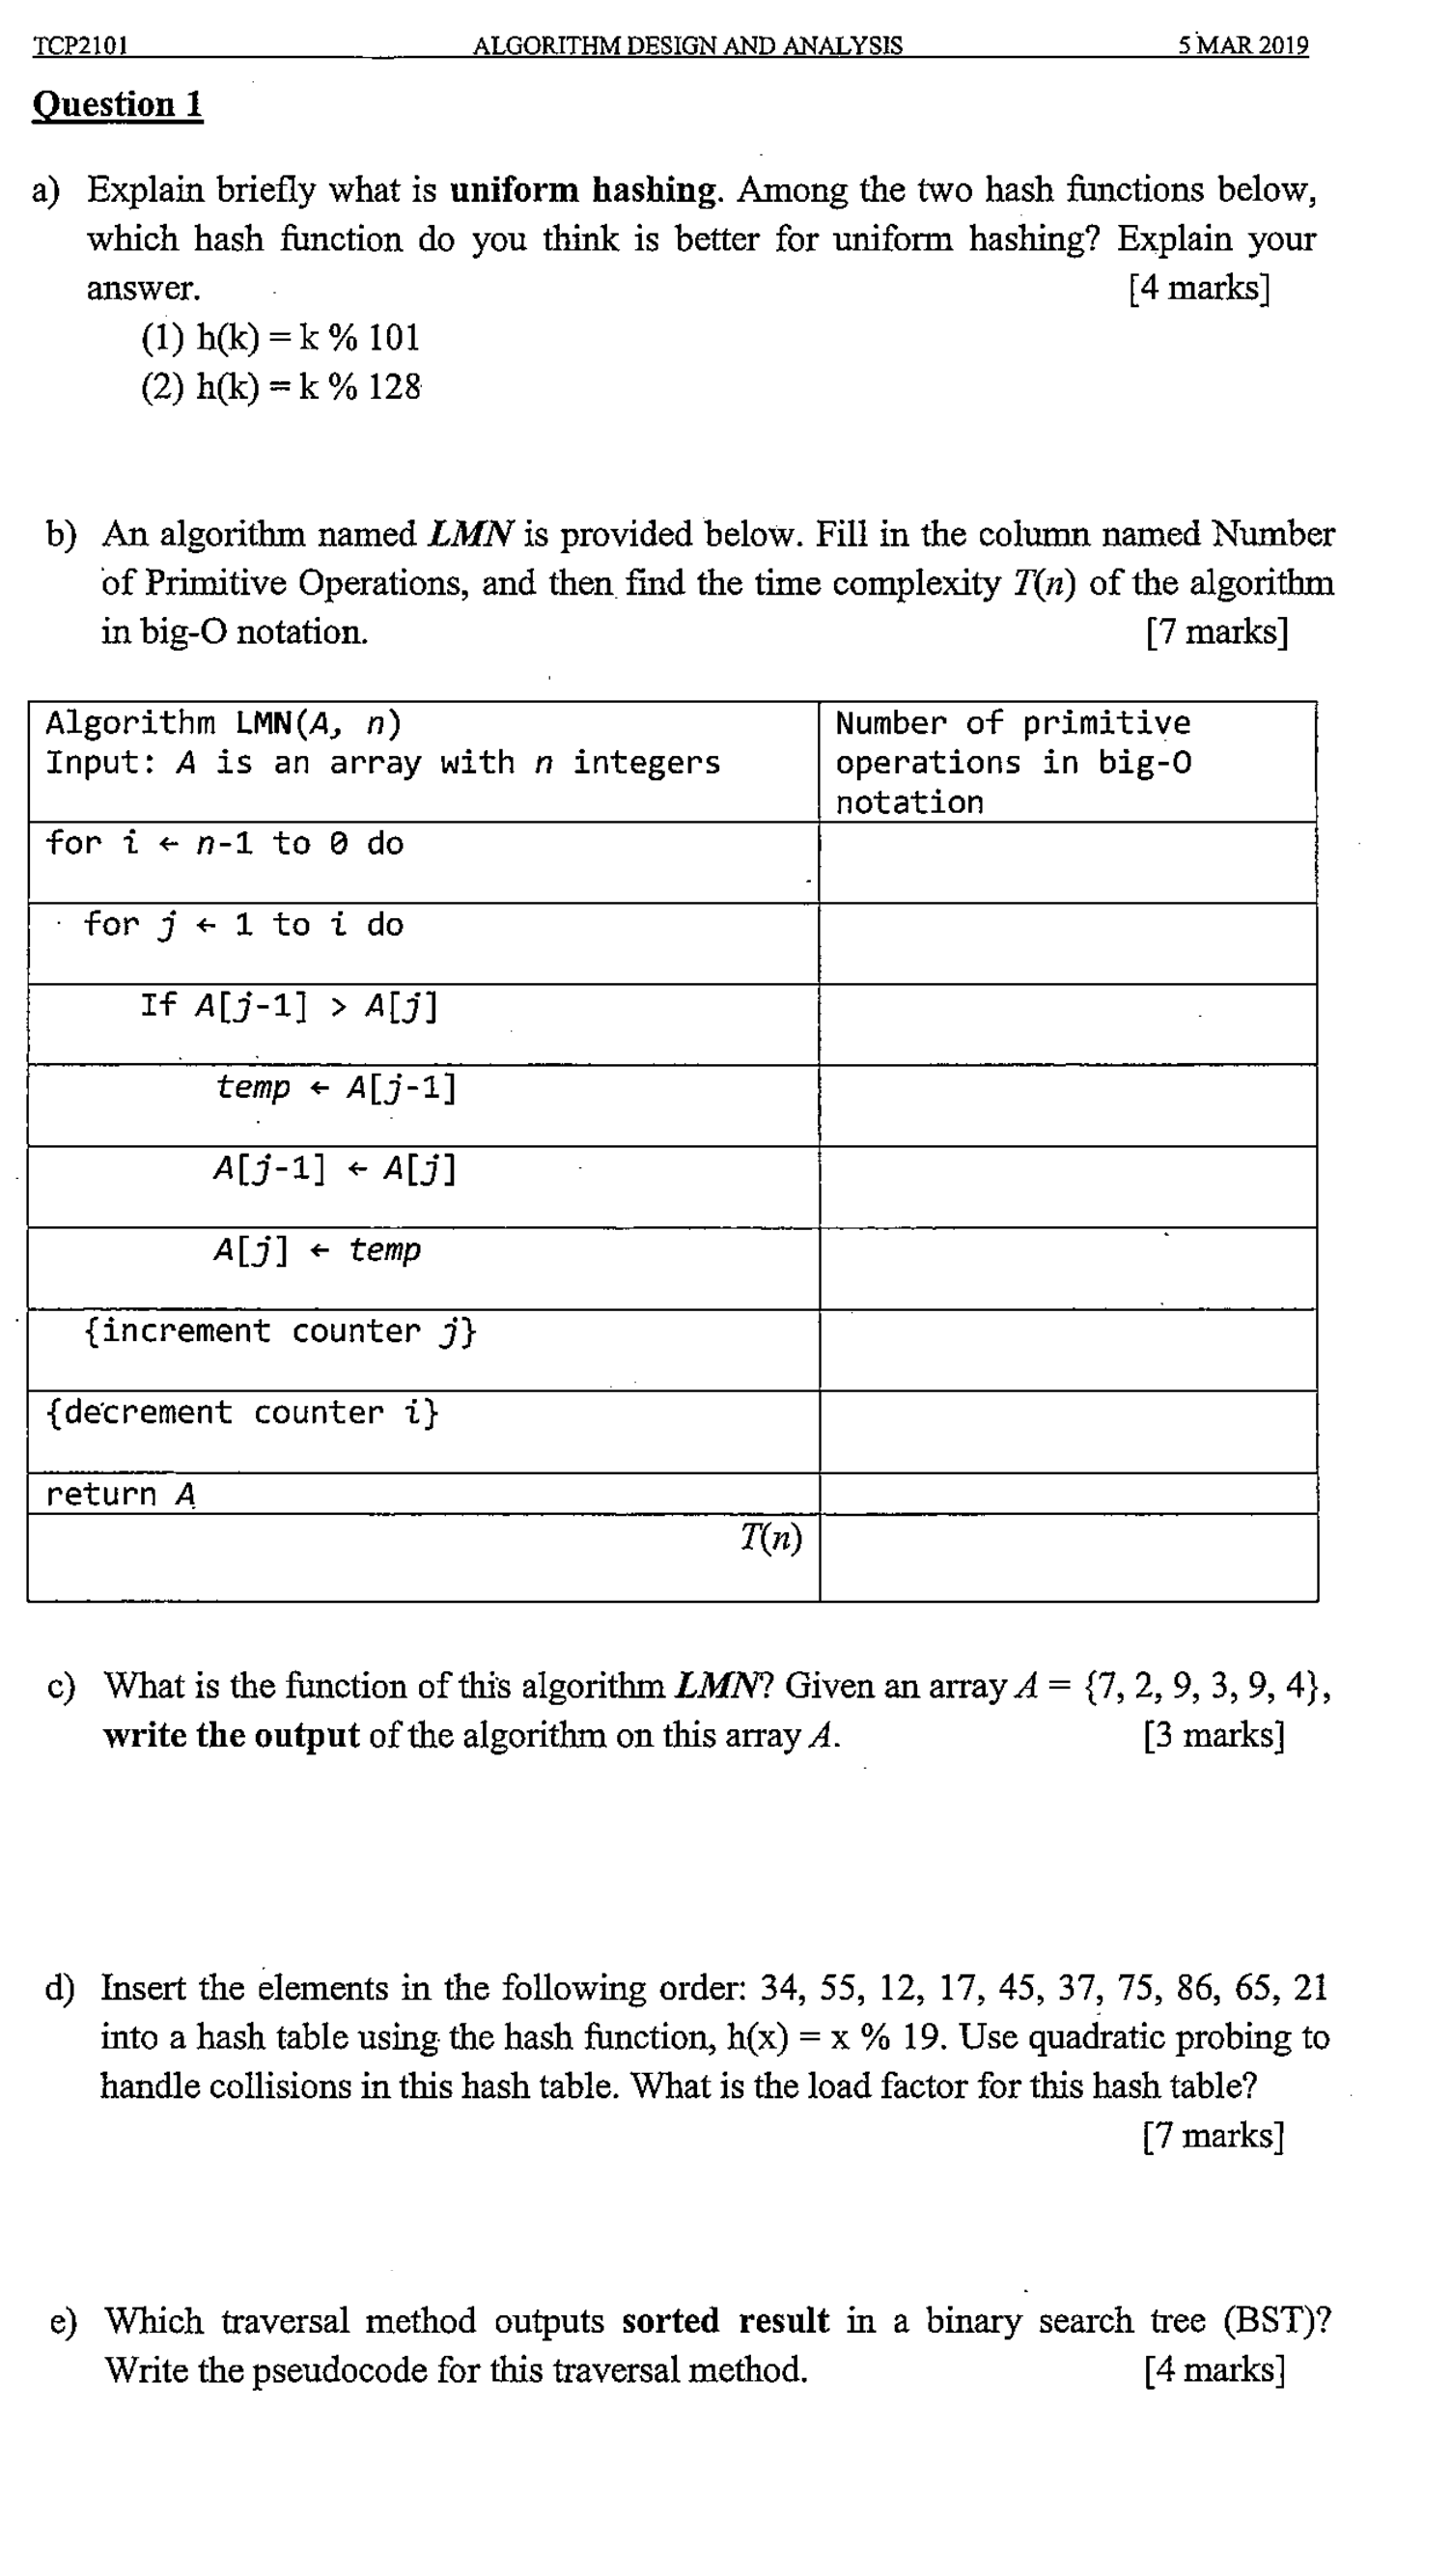 TCP2101 ALGORITHM DESIGN AND ANALYSIS 5 MAR 2019
Question 1
a) Explain briefly what is uniform hashing. Among the two hash functions below,
which hash function do you think is better for uniform hashing? Explain your
answer. [4 marks]
(1) h(k) = k % 101
(2) h(k) = k % 128
b) An algorithm named LMN is provided below. Fill in the column named Number
of Primitive Operations, and then find the time complexity T(n) of the algorithm
in big-O notation. [7 marks]
Algorithm LMN(A, n)
Input: A is an array with n integers
Number of primitive
operations in big-O
notation
for i ← n-1 to 0 do
for j ← 1 to i do
If A[j-1] > A[j]
temp ← A[j-1]
A[j-1] ← A[j]
A[j] ← temp
{increment counter j}
{decrement counter i}
return A
T(n)
c) What is the function of this algorithm LMN? Given an array A = {7, 2, 9, 3, 9, 4},
write the output of the algorithm on this array A. [3 marks]
d) Insert the elements in the following order: 34, 55, 12, 17, 45, 37, 75, 86, 65, 21
into a hash table using the hash function, h(x) = x % 19. Use quadratic probing to
handle collisions in this hash table. What is the load factor for this hash table?
[7 marks]
e) Which traversal method outputs sorted result in a binary search tree (BST)?
Write the pseudocode for this traversal method. [4 marks]